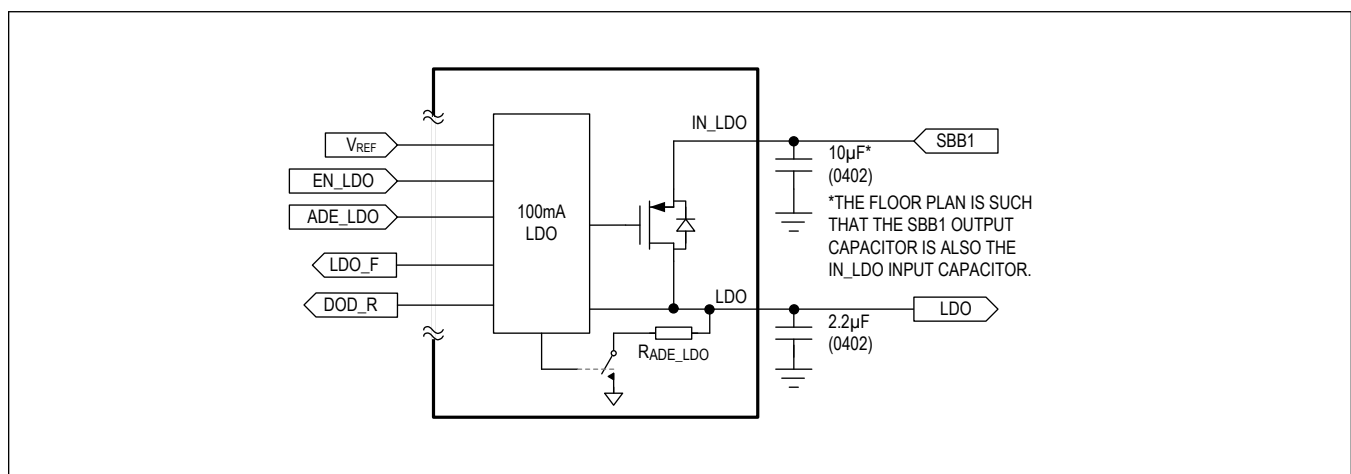 VREF
EN_LDO
ADE_LDO
LDO_F
DOD_R
100mA
LDO
IN_LDO
LDO
RADE_LDO
SBB1
10µF*
(0402)
*THE FLOOR PLAN IS SUCH
THAT THE SBB1 OUTPUT
CAPACITOR IS ALSO THE
IN_LDO INPUT CAPACITOR.
LDO
2.2µF
(0402)